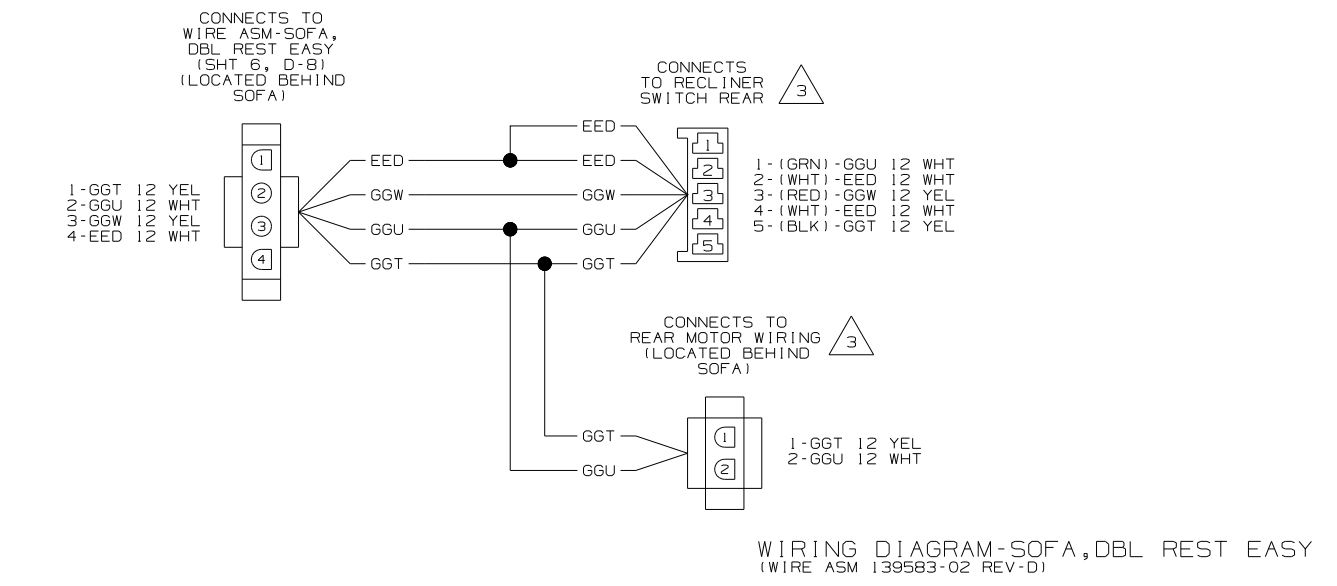 CONNECTS TO
WIRE ASM-SOFA,
DBL REST EASY
(SHT 6, D-8)
(LOCATED BEHIND
SOFA)
1
2
3
4
1-GGT 12 YEL
2-GGU 12 WHT
3-GGW 12 YEL
4-EED 12 WHT
EED
EED
EED
GGW
GGW
GGU
GGU
GGT
GGT
CONNECTS
TO RECLINER
SWITCH REAR
3
1
2
3
4
5
1-(GRN)-GGU 12 WHT
2-(WHT)-EED 12 WHT
3-(RED)-GGW 12 YEL
4-(WHT)-EED 12 WHT
5-(BLK)-GGT 12 YEL
CONNECTS TO
REAR MOTOR WIRING
(LOCATED BEHIND
SOFA)
3
GGT
GGU
1
2
1-GGT 12 YEL
2-GGU 12 WHT
WIRING DIAGRAM-SOFA,DBL REST EASY
(WIRE ASM 139583-02 REV-D)